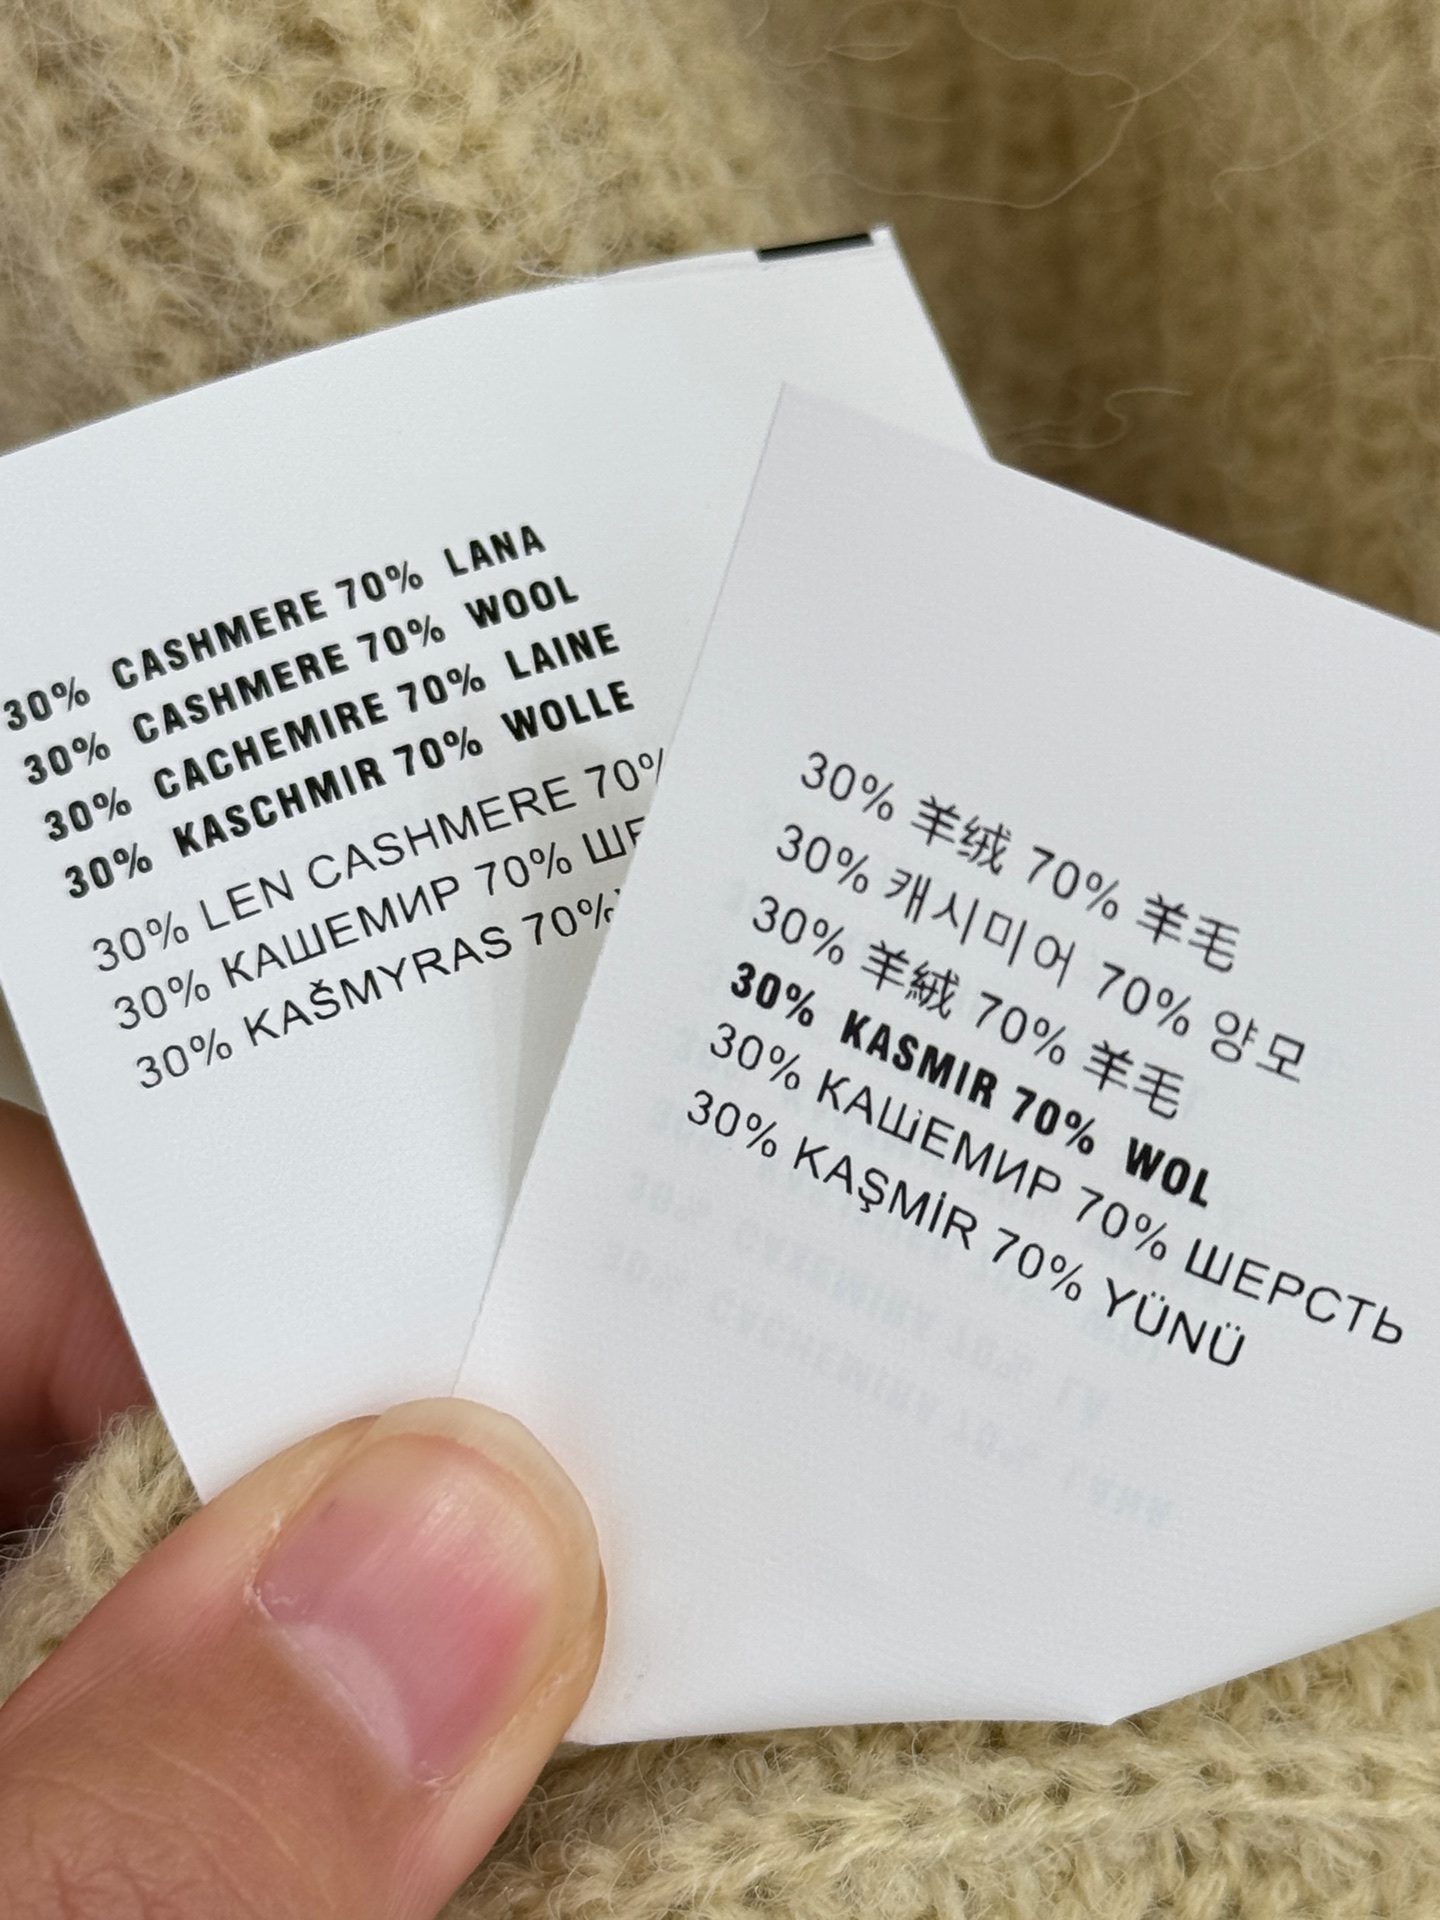 30% CASHMERE 70% LANA
30% CASHMERE 70% WOOL
30% CACHEMIRE 70% LAINE
30% KASCHMIR 70% WOLLE
30% LEN CASHMERE 70%
30% КАШЕМИР 70%
30% KAŠMYRAS 70%
30% 羊绒 70% 羊毛
30% 캐시미어 70% 양모
30% 羊絨 70% 羊毛
30% KASMIR 70% WOL
30% КАШЕМИР 70% ШЕРСТЬ
30% KAŞMİR 70% YÜNÜ